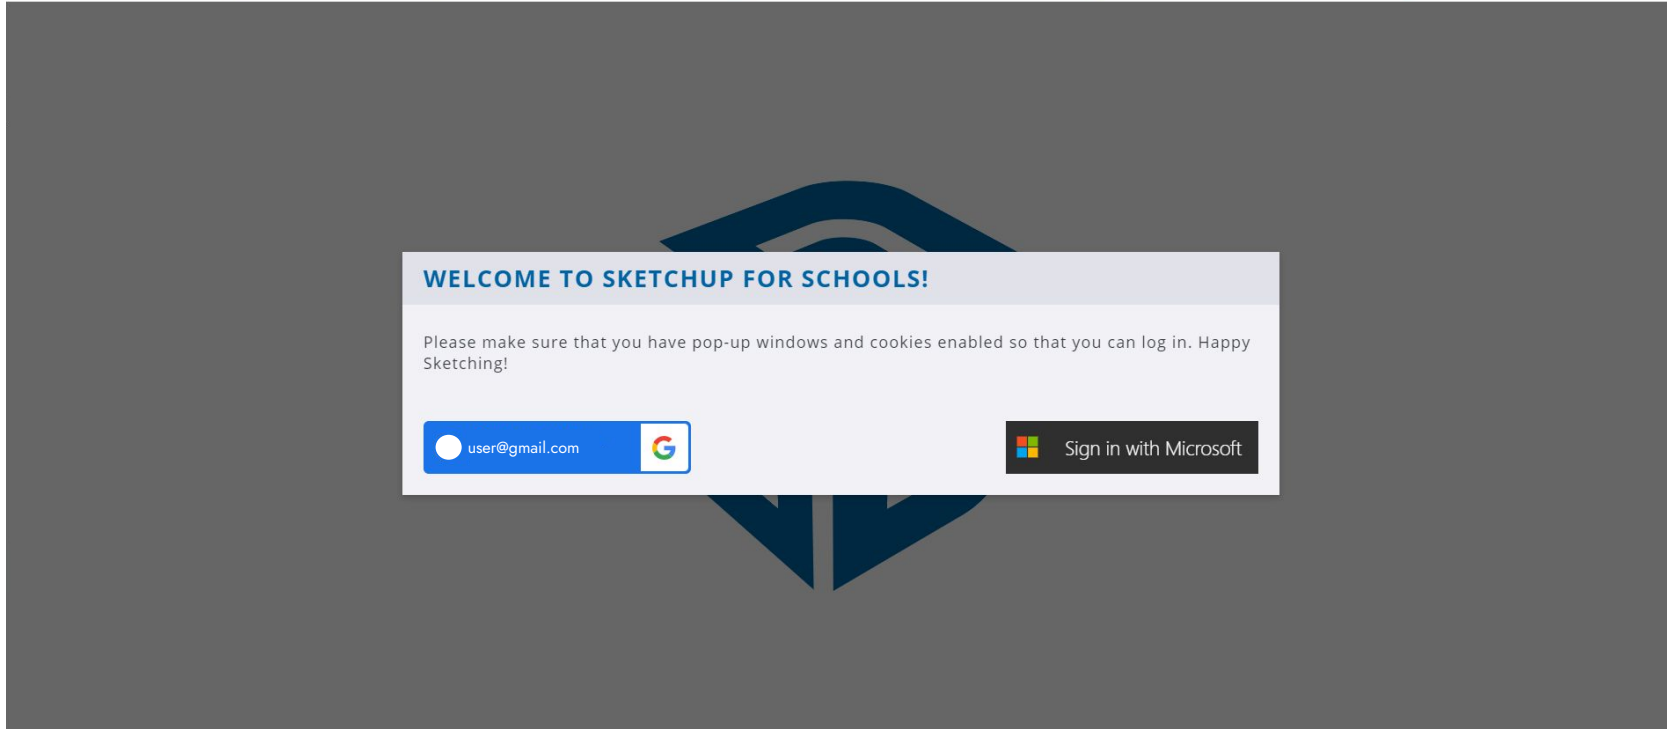 WELCOME TO SKETCHUP FOR SCHOOLS!
Please make sure that you have pop-up windows and cookies enabled so that you can log in. Happy
Sketching!
user@gmail.com
Sign in with Microsoft